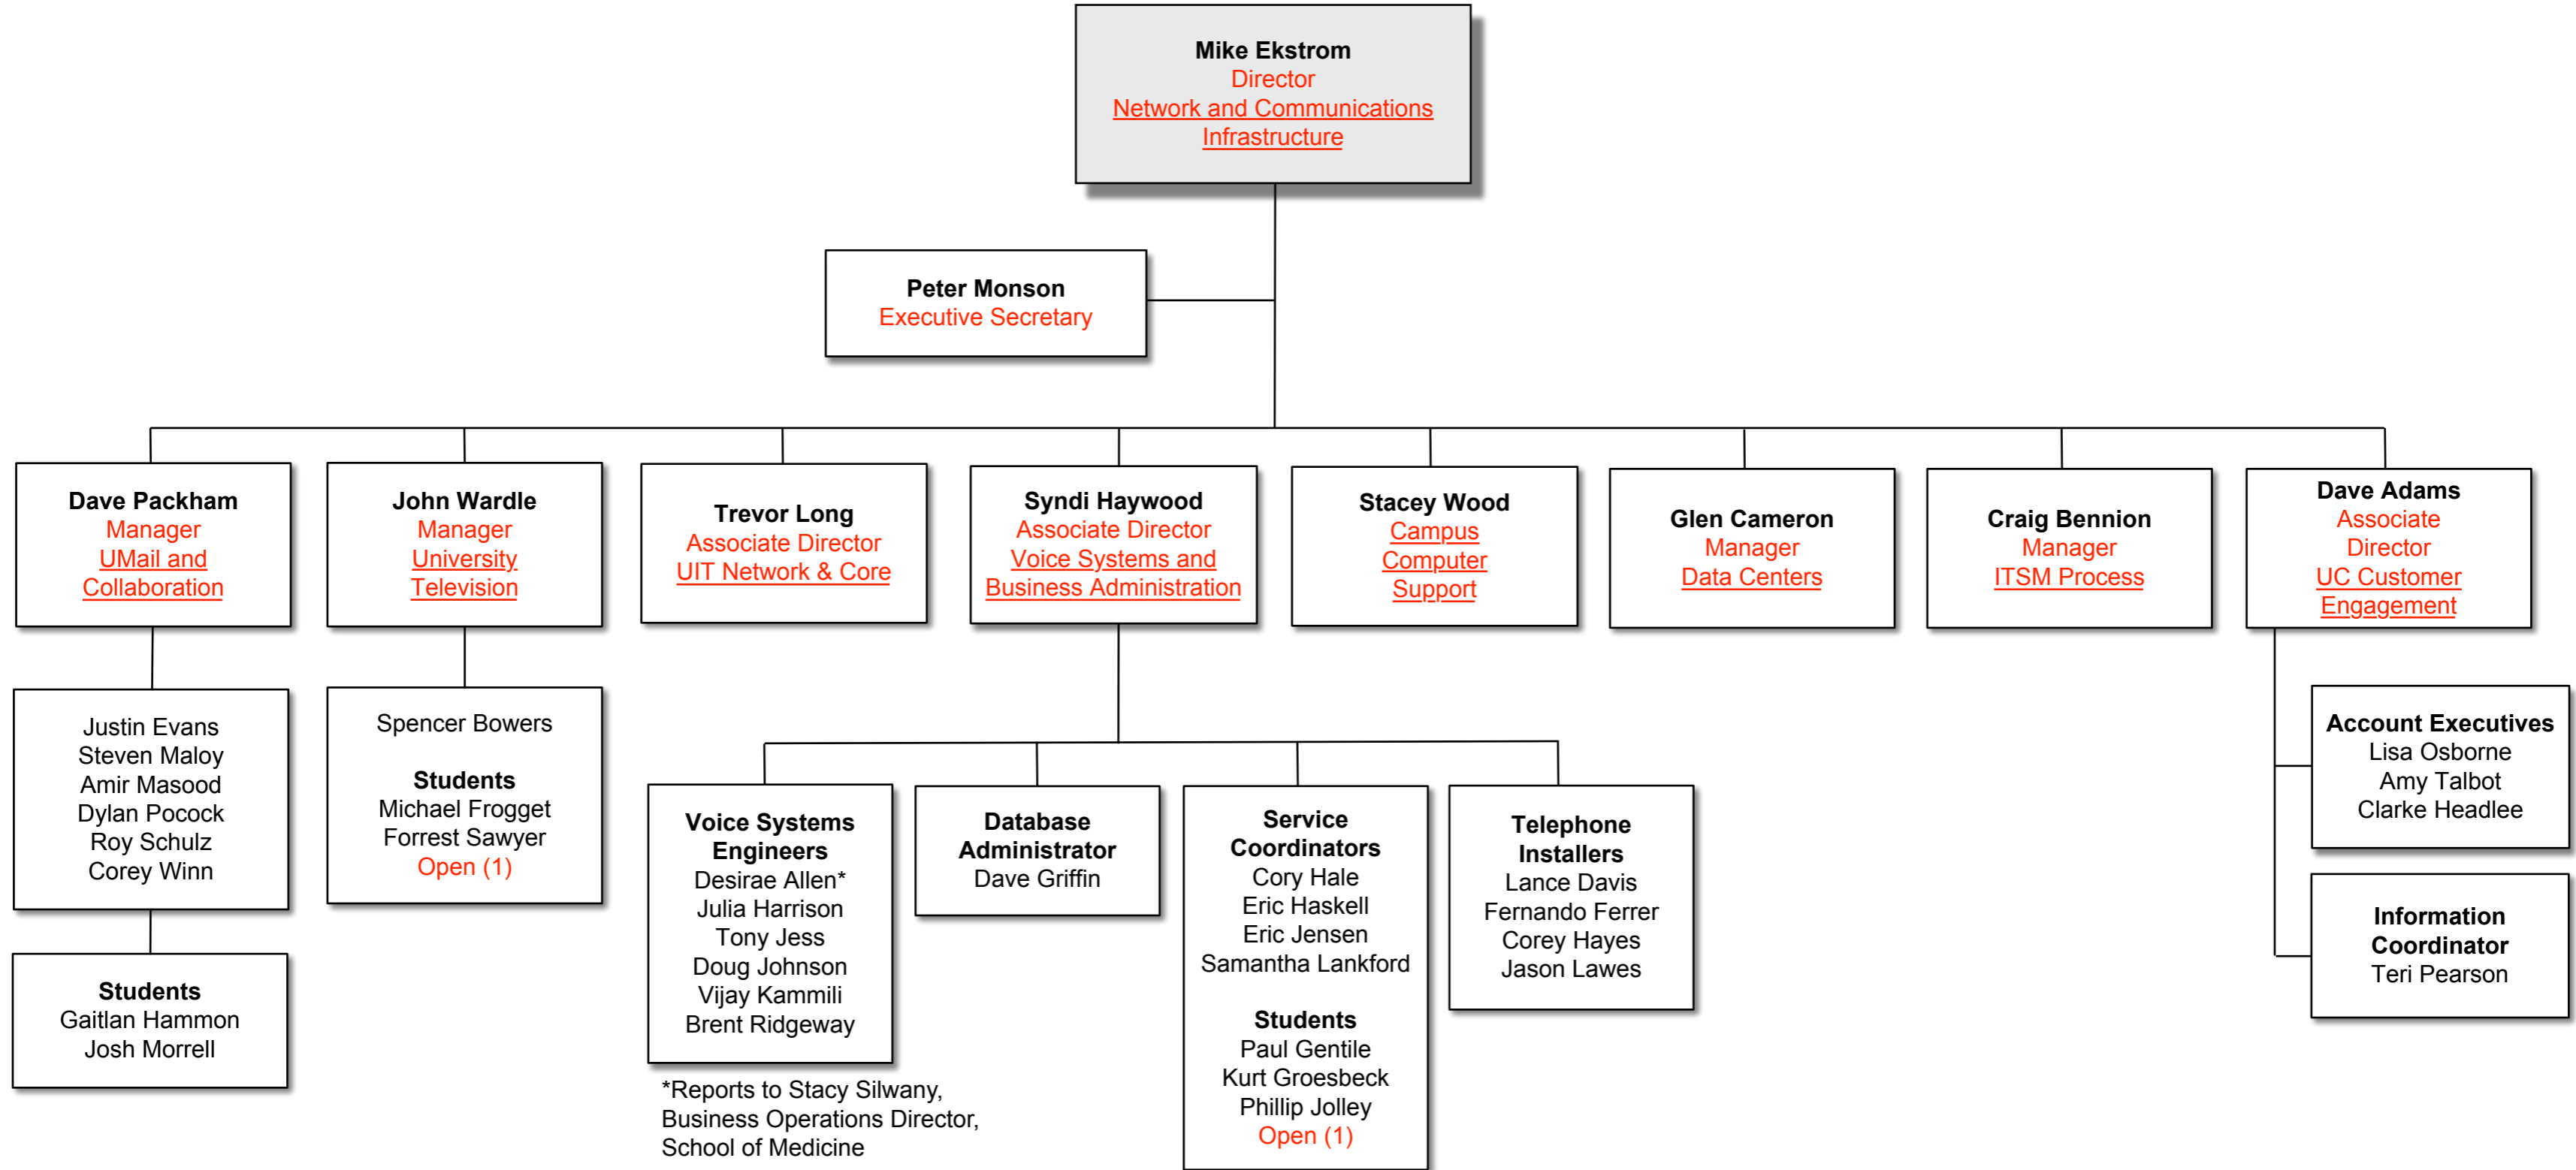 Mike Ekstrom
Director
Network and Communications
Infrastructure
Peter Monson
Executive Secretary
Dave Packham
Manager
UMail and
Collaboration
John Wardle
Manager
University
Television
Trevor Long
Associate Director
UIT Network & Core
Syndi Haywood
Associate Director
Voice Systems and
Business Administration
Stacey Wood
Campus
Computer
Support
Glen Cameron
Manager
Data Centers
Craig Bennion
Manager
ITSM Process
Dave Adams
Associate
Director
UC Customer
Engagement
Justin Evans
Steven Maloy
Amir Masood
Dylan Pocock
Roy Schulz
Corey Winn
Students
Gaitlan Hammon
Josh Morrell
Spencer Bowers
Students
Michael Frogget
Forrest Sawyer
Open (1)
Voice Systems
Engineers
Desirae Allen*
Julia Harrison
Tony Jess
Doug Johnson
Vijay Kammili
Brent Ridgeway
*Reports to Stacy Silwany,
Business Operations Director,
School of Medicine
Database
Administrator
Dave Griffin
Service
Coordinators
Cory Hale
Eric Haskell
Eric Jensen
Samantha Lankford
Students
Paul Gentile
Kurt Groesbeck
Phillip Jolley
Open (1)
Telephone
Installers
Lance Davis
Fernando Ferrer
Corey Hayes
Jason Lawes
Account Executives
Lisa Osborne
Amy Talbot
Clarke Headlee
Information
Coordinator
Teri Pearson